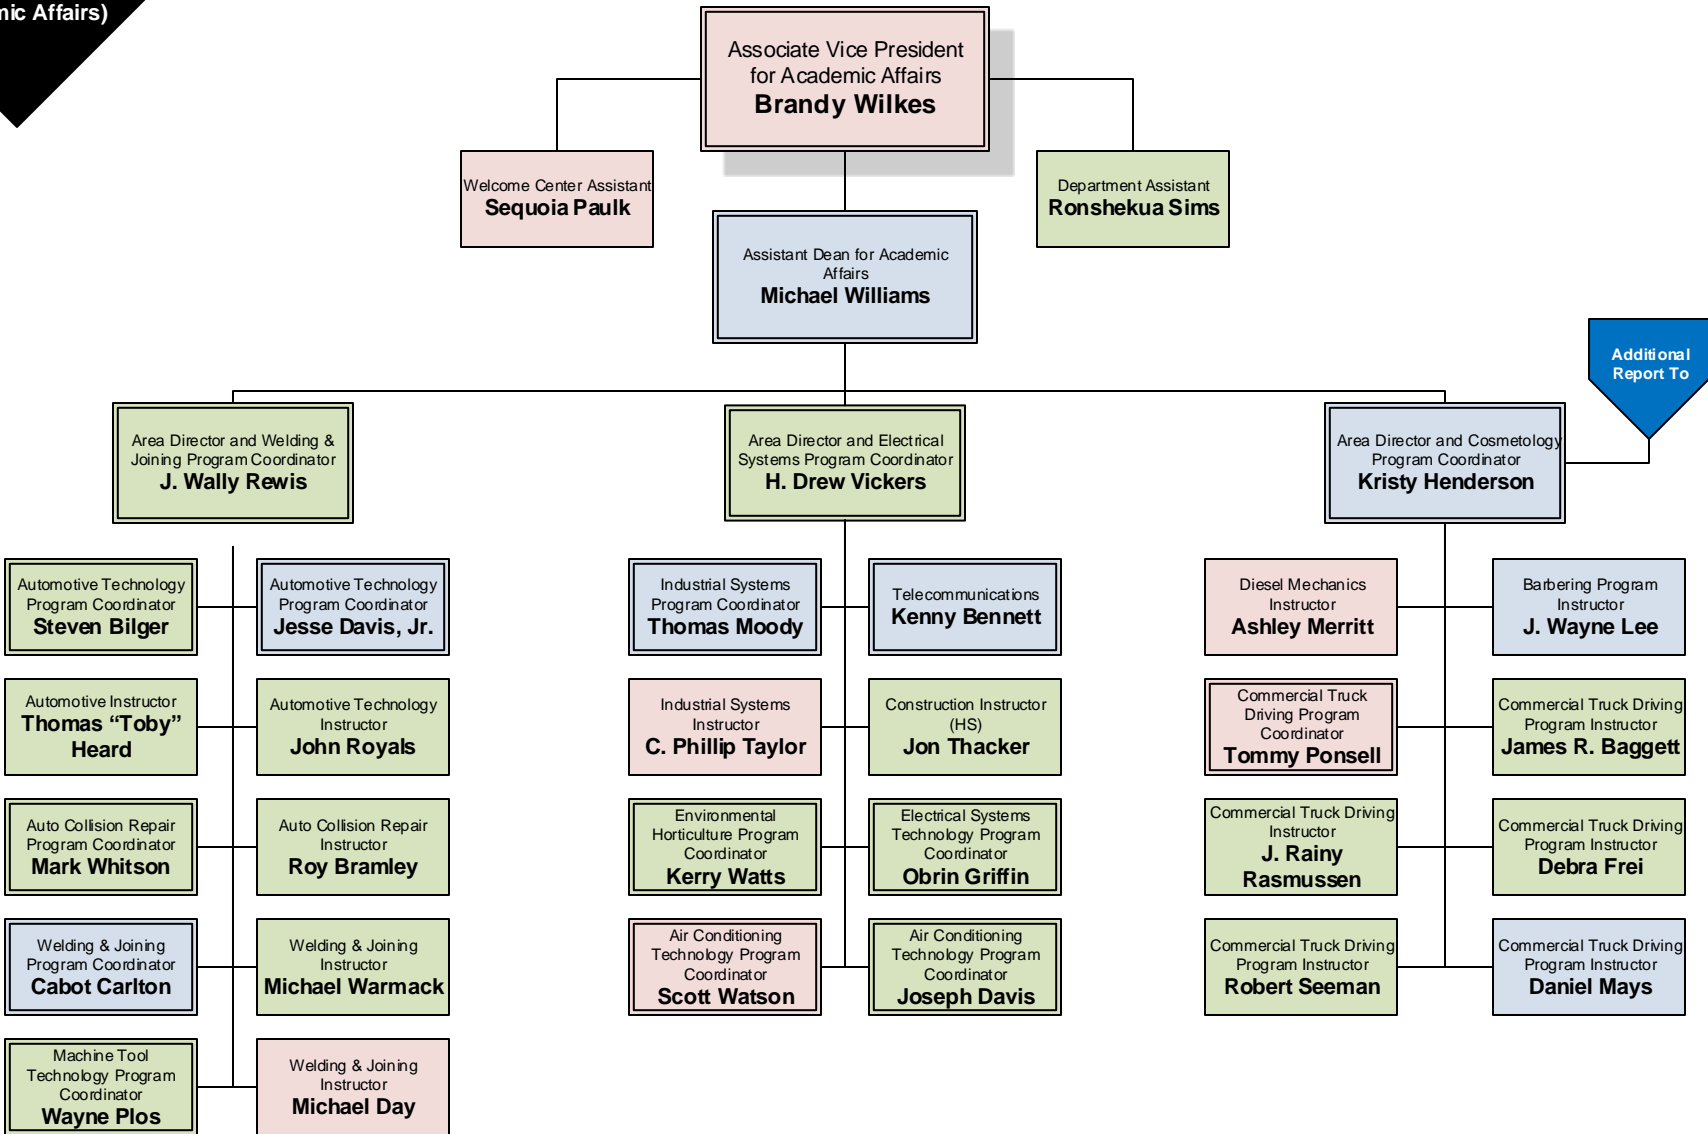 Affairs)
Associate Vice President
for Academic Affairs
Brandy Wilkes
Welcome Center Assistant
Sequoia Paulk
Department Assistant
Ronshekua Sims
Assistant Dean for Academic
Affairs
Michael Williams
Additional
Report To
Area Director and Welding &
Joining Program Coordinator
J. Wally Rewis
Area Director and Electrical
Systems Program Coordinator
H. Drew Vickers
Area Director and Cosmetology
Program Coordinator
Kristy Henderson
Automotive Technology
Program Coordinator
Steven Bilger
Automotive Technology
Program Coordinator
Jesse Davis, Jr.
Industrial Systems
Program Coordinator
Thomas Moody
Telecommunications
Kenny Bennett
Diesel Mechanics
Instructor
Ashley Merritt
Barbering Program
Instructor
J. Wayne Lee
Automotive Instructor
Thomas “Toby”
Heard
Automotive Technology
Instructor
John Royals
Industrial Systems
Instructor
C. Phillip Taylor
Construction Instructor
(HS)
Jon Thacker
Commercial Truck
Driving Program
Coordinator
Tommy Ponsell
Commercial Truck Driving
Program Instructor
James R. Baggett
Auto Collision Repair
Program Coordinator
Mark Whitson
Auto Collision Repair
Instructor
Roy Bramley
Environmental
Horticulture Program
Coordinator
Kerry Watts
Electrical Systems
Technology Program
Coordinator
Obrin Griffin
Commercial Truck Driving
Instructor
J. Rainy
Rasmussen
Commercial Truck Driving
Program Instructor
Debra Frei
Welding & Joining
Program Coordinator
Cabot Carlton
Welding & Joining
Instructor
Michael Warmack
Air Conditioning
Technology Program
Coordinator
Scott Watson
Air Conditioning
Technology Program
Coordinator
Joseph Davis
Commercial Truck Driving
Program Instructor
Robert Seeman
Commercial Truck Driving
Program Instructor
Daniel Mays
Machine Tool
Technology Program
Coordinator
Wayne Plos
Welding & Joining
Instructor
Michael Day